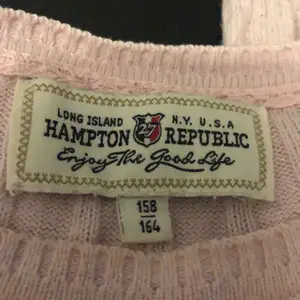 LONG ISLAND N.Y. U.S.A
HAMPTON 27 REPUBLIC
Enjoy The Good Life
158
164